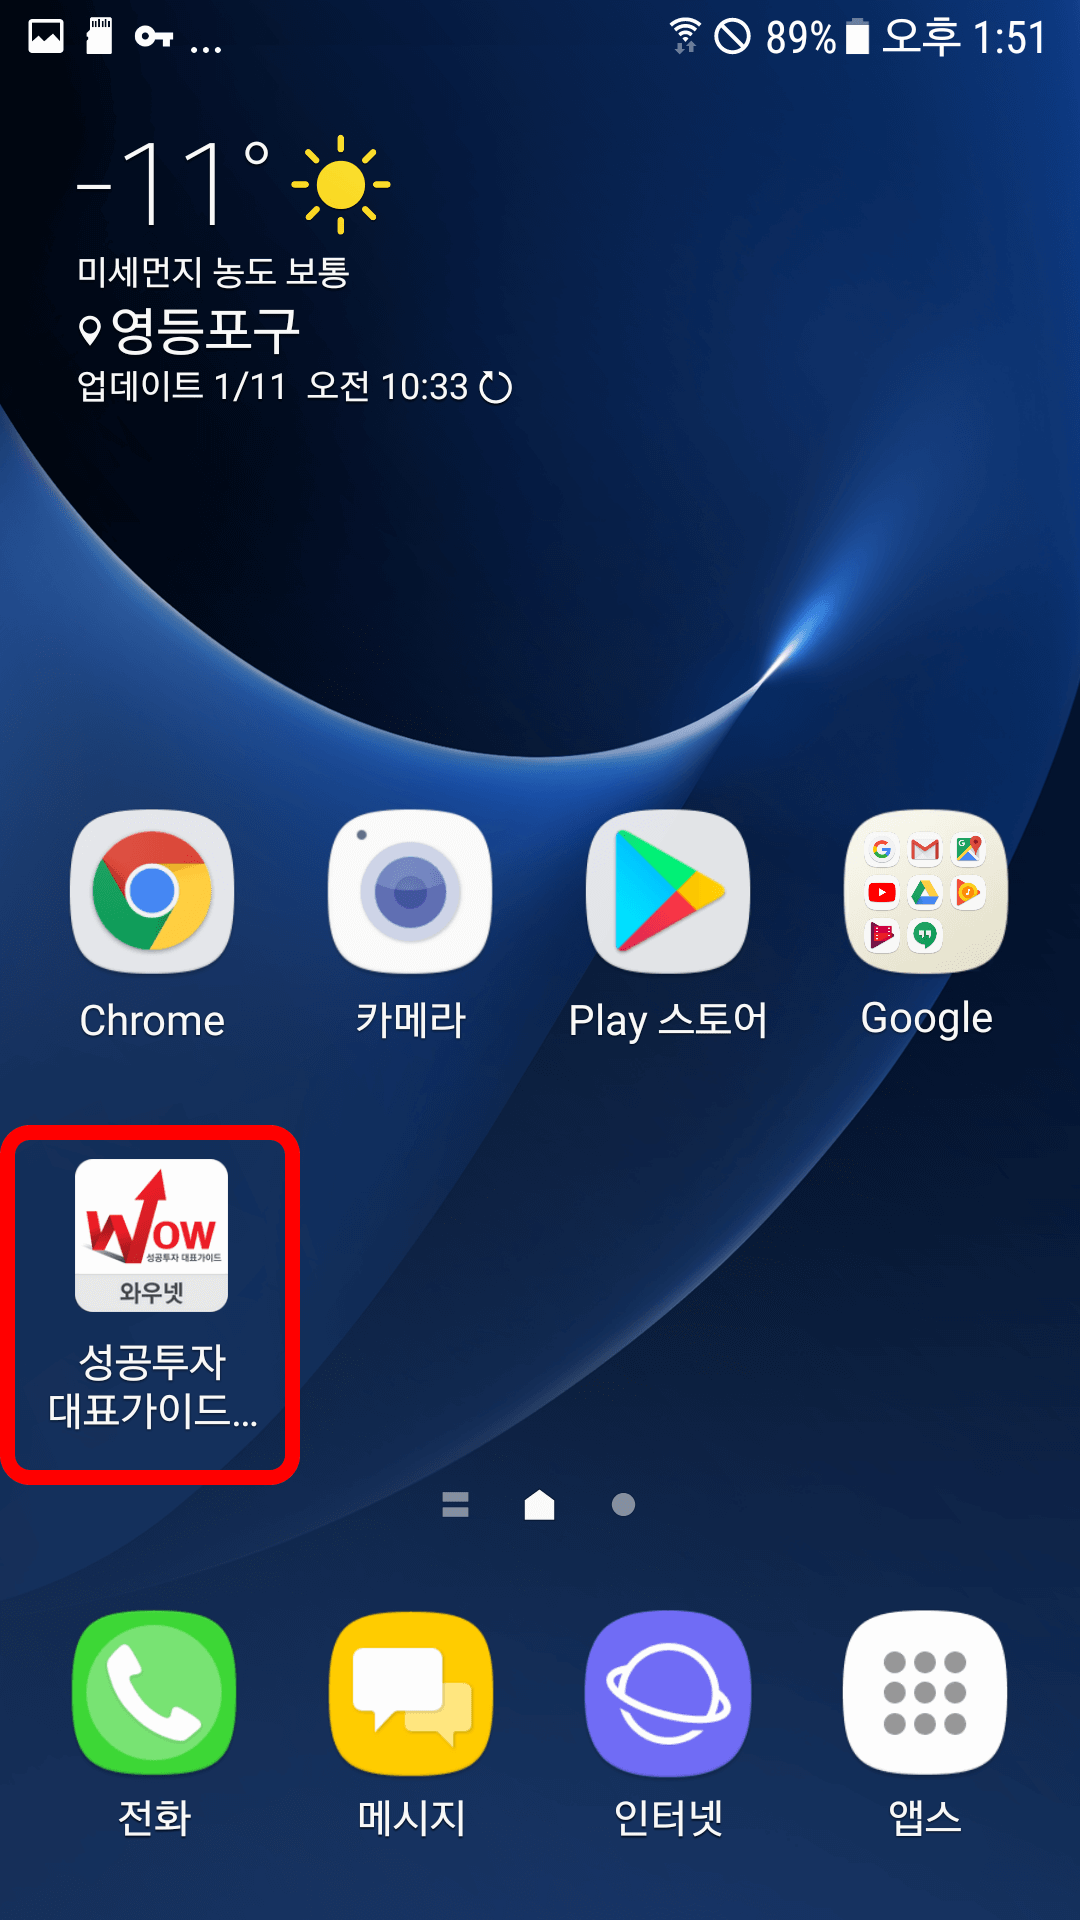 ... 89% 오후 1:51
-11°
미세먼지 농도 보통
영등포구
업데이트 1/11 오전 10:33
Chrome 카메라 Play 스토어 Google
WOW
성공투자 대표가이드
와우넷
성공투자
대표가이드...
전화 메시지 인터넷 앱스